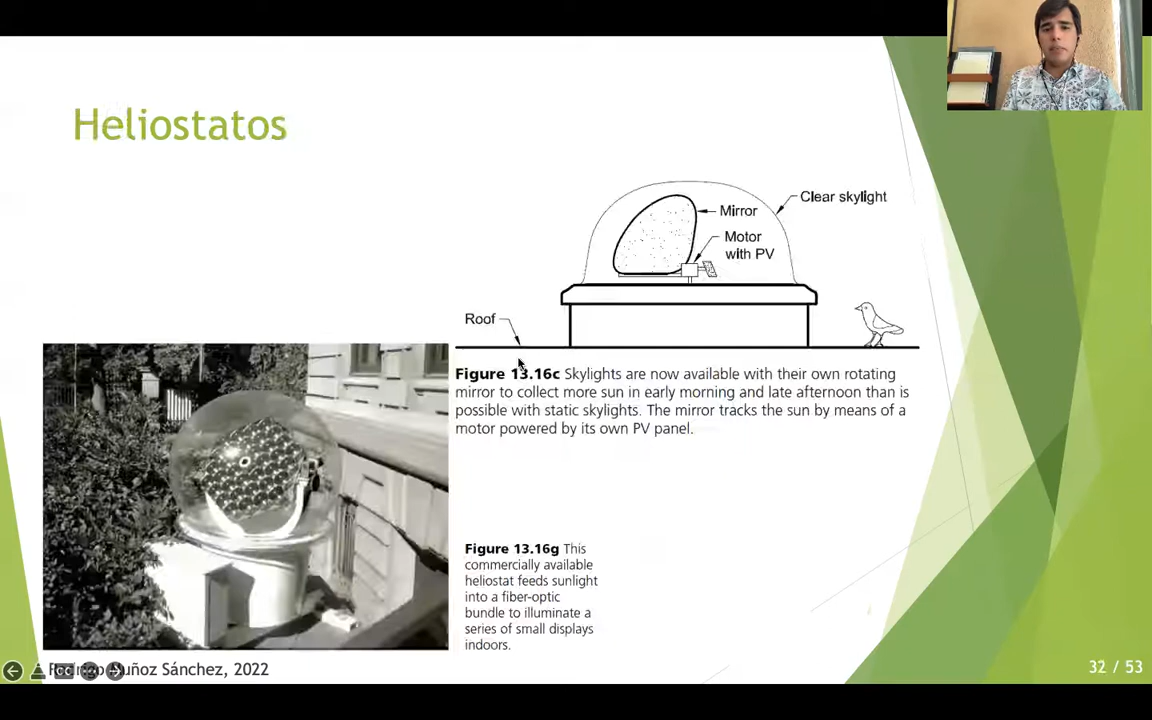 Heliostatos
Clear skylight
Mirror
Motor
with PV
Roof
Figure 13.16c Skylights are now available with their own rotating
mirror to collect more sun in early morning and late afternoon than is
possible with static skylights. The mirror tracks the sun by means of a
motor powered by its own PV panel.
Figure 13.16g This
commercially available
heliostat feeds sunlight
into a fiber-optic
bundle to illuminate a
series of small displays
indoors.
Muñoz Sánchez, 2022
32 / 53